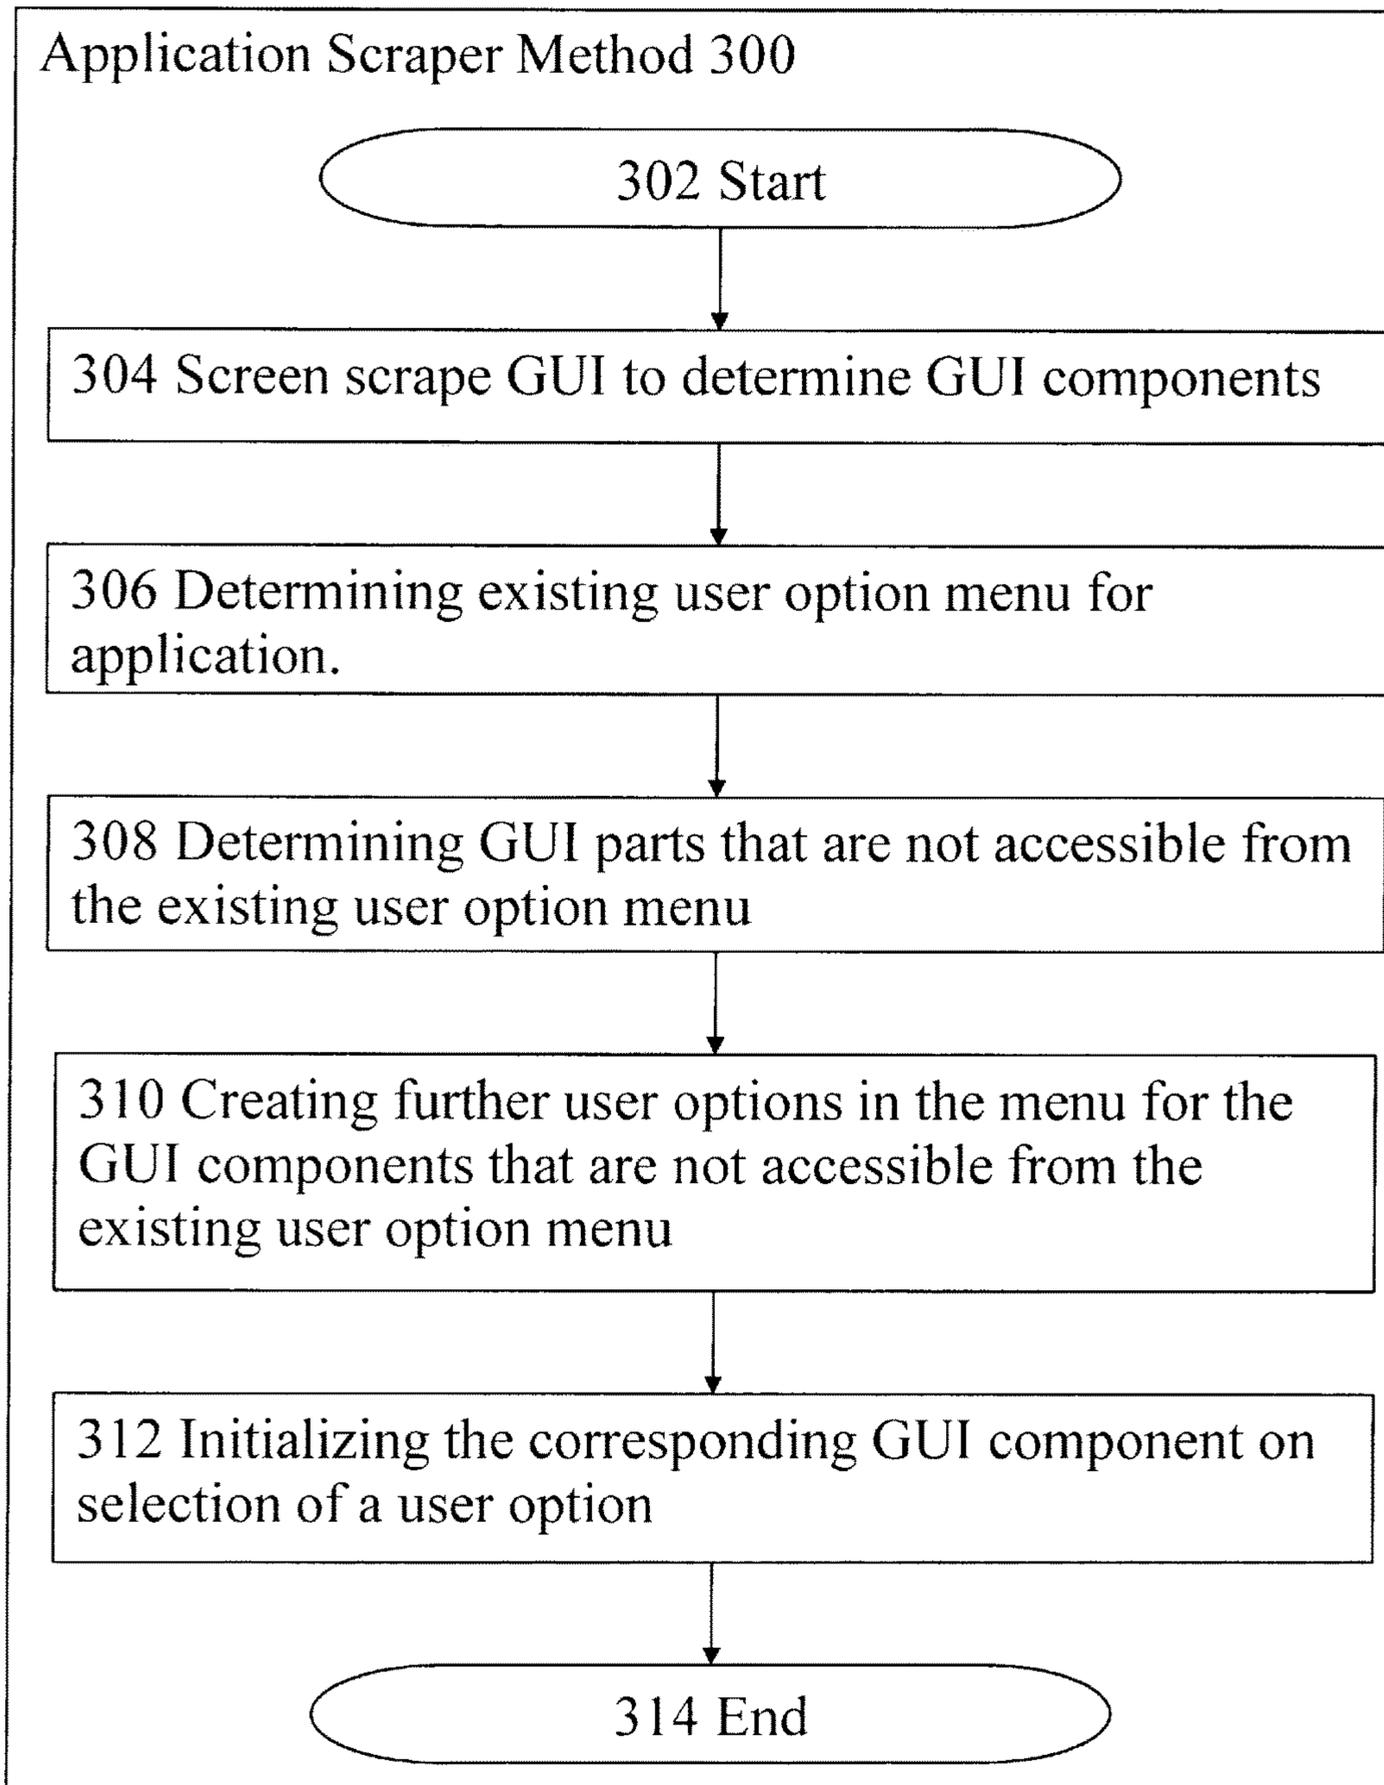 Application Scraper Method 300
302 Start
304 Screen scrape GUI to determine GUI components
306 Determining existing user option menu for
application.
308 Determining GUI parts that are not accessible from
the existing user option menu
310 Creating further user options in the menu for the
GUI components that are not accessible from the
existing user option menu
312 Initializing the corresponding GUI component on
selection of a user option
314 End